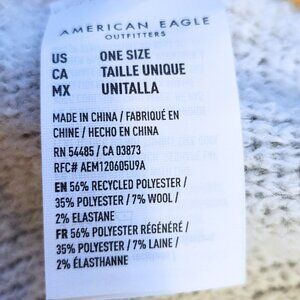 AMERICAN EAGLE
OUTFITTERS
US ONE SIZE
CA TAILLE UNIQUE
MX UNITALLA
MADE IN CHINA / FABRIQUÉ EN
CHINE / HECHO EN CHINA
RN 54485 / CA 03873
RFC# AEM120605U9A
EN 56% RECYCLED POLYESTER /
35% POLYESTER / 7% WOOL /
2% ELASTANE
FR 56% POLYESTER RÉGÉNÉRÉ /
35% POLYESTER / 7% LAINE /
2% ÉLASTHANNE